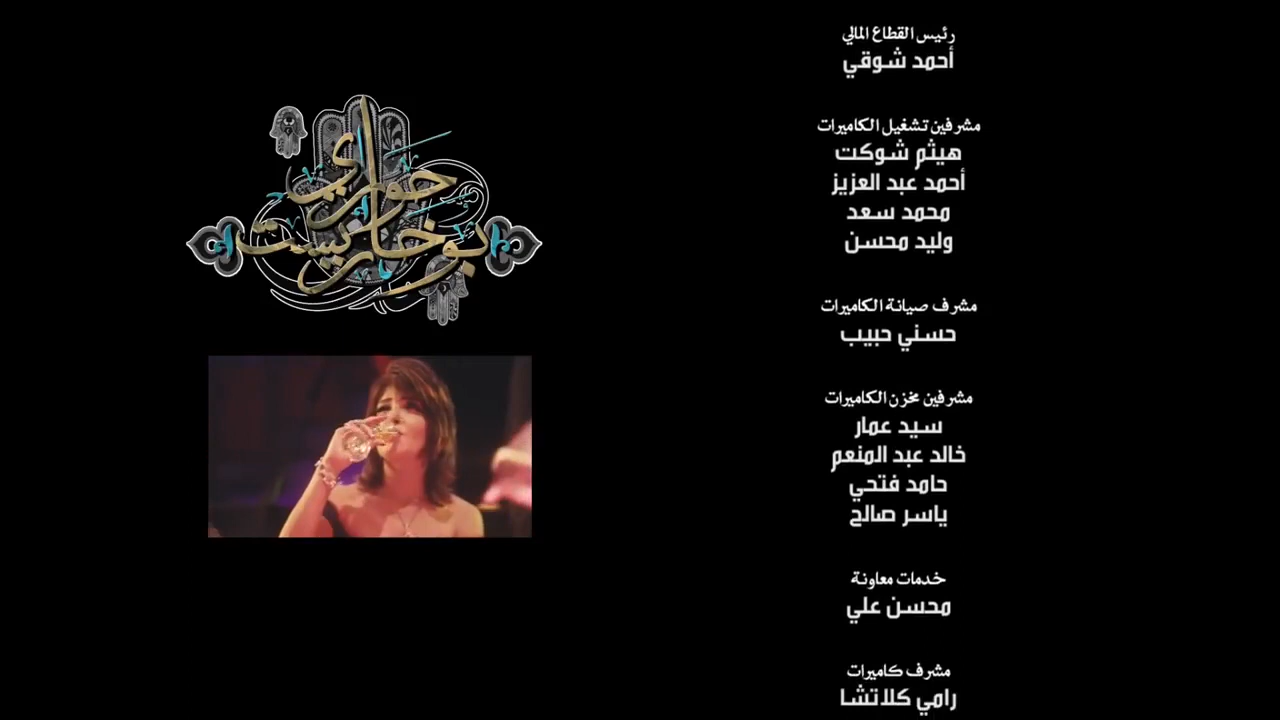 حواري
بوخارست
رئيس القطاع المالي
أحمد شوقي
مشرفين تشغيل الكاميرات
هيثم شوكت
أحمد عبد العزيز
محمد سعد
وليد محسن
مشرف صيانة الكاميرات
حسني حبيب
مشرفين مخزن الكاميرات
سيد عمار
خالد عبد المنعم
حامد فتحي
ياسر صالح
خدمات معاونة
محسن علي
مشرف كاميرات
رامي كلاتشا